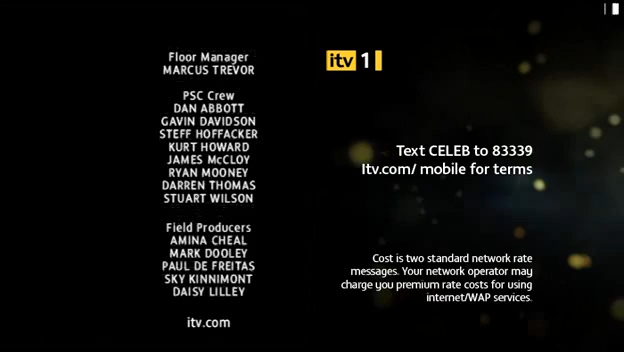 Floor Manager
MARCUS TREVOR
PSC Crew
DAN ABBOTT
GAVIN DAVIDSON
STEFF HOFFACKER
KURT HOWARD
JAMES McCLOY
RYAN MOONEY
DARREN THOMAS
STUART WILSON
Field Producers
AMINA CHEAL
MARK DOOLEY
PAUL DE FREITAS
SKY KINNIMONT
DAISY LILLEY
itv.com
itv 1
Text CELEB to 83339
Itv.com/ mobile for terms
Cost is two standard network rate
messages. Your network operator may
charge you premium rate costs for using
internet/WAP services.